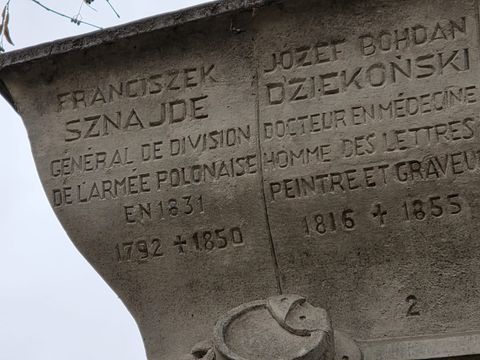 FRANCISZEK
SZNAJDE
GÉNÉRAL DE DIVISION
DE L'ARMÉE POLONAISE
EN 1831
1792 ✝ 1850
JÓZEF BOHDAN
DZIEKOŃSKI
DOCTEUR EN MÉDECINE
HOMME DES LETTRES
PEINTRE ET GRAVEU
1816 ✝ 1855
2